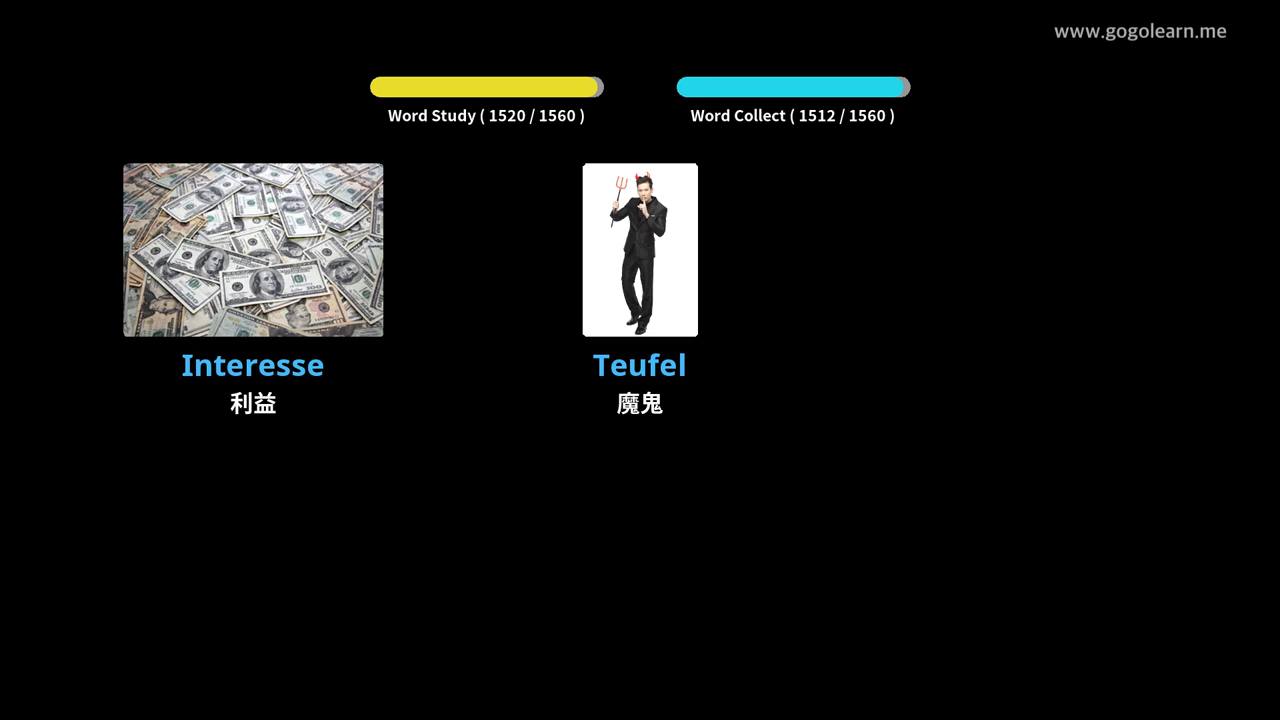 www.gogolearn.me
Word Study ( 1520 / 1560 )
Word Collect ( 1512 / 1560 )
Interesse
利益
Teufel
魔鬼